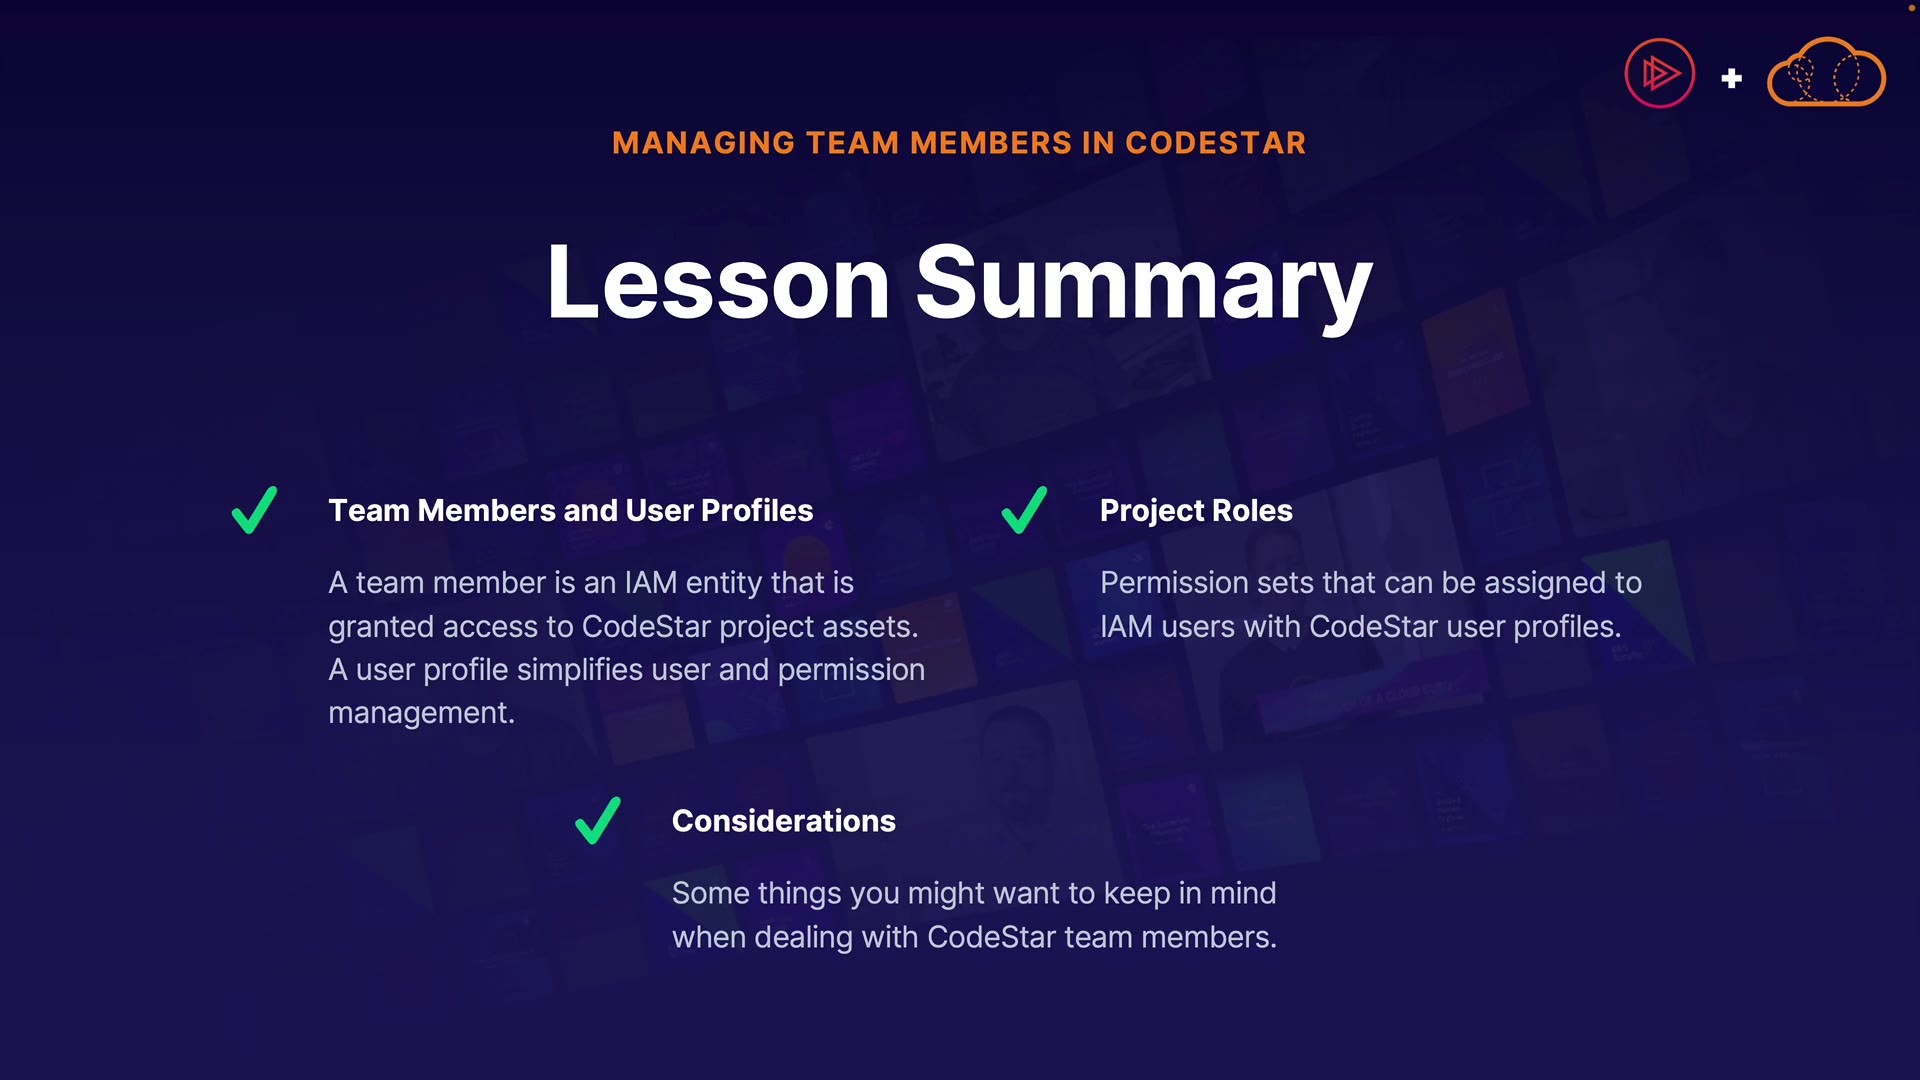 MANAGING TEAM MEMBERS IN CODESTAR
Lesson Summary
Team Members and User Profiles
A team member is an IAM entity that is
granted access to CodeStar project assets.
A user profile simplifies user and permission
management.
Project Roles
Permission sets that can be assigned to
IAM users with CodeStar user profiles.
Considerations
Some things you might want to keep in mind
when dealing with CodeStar team members.